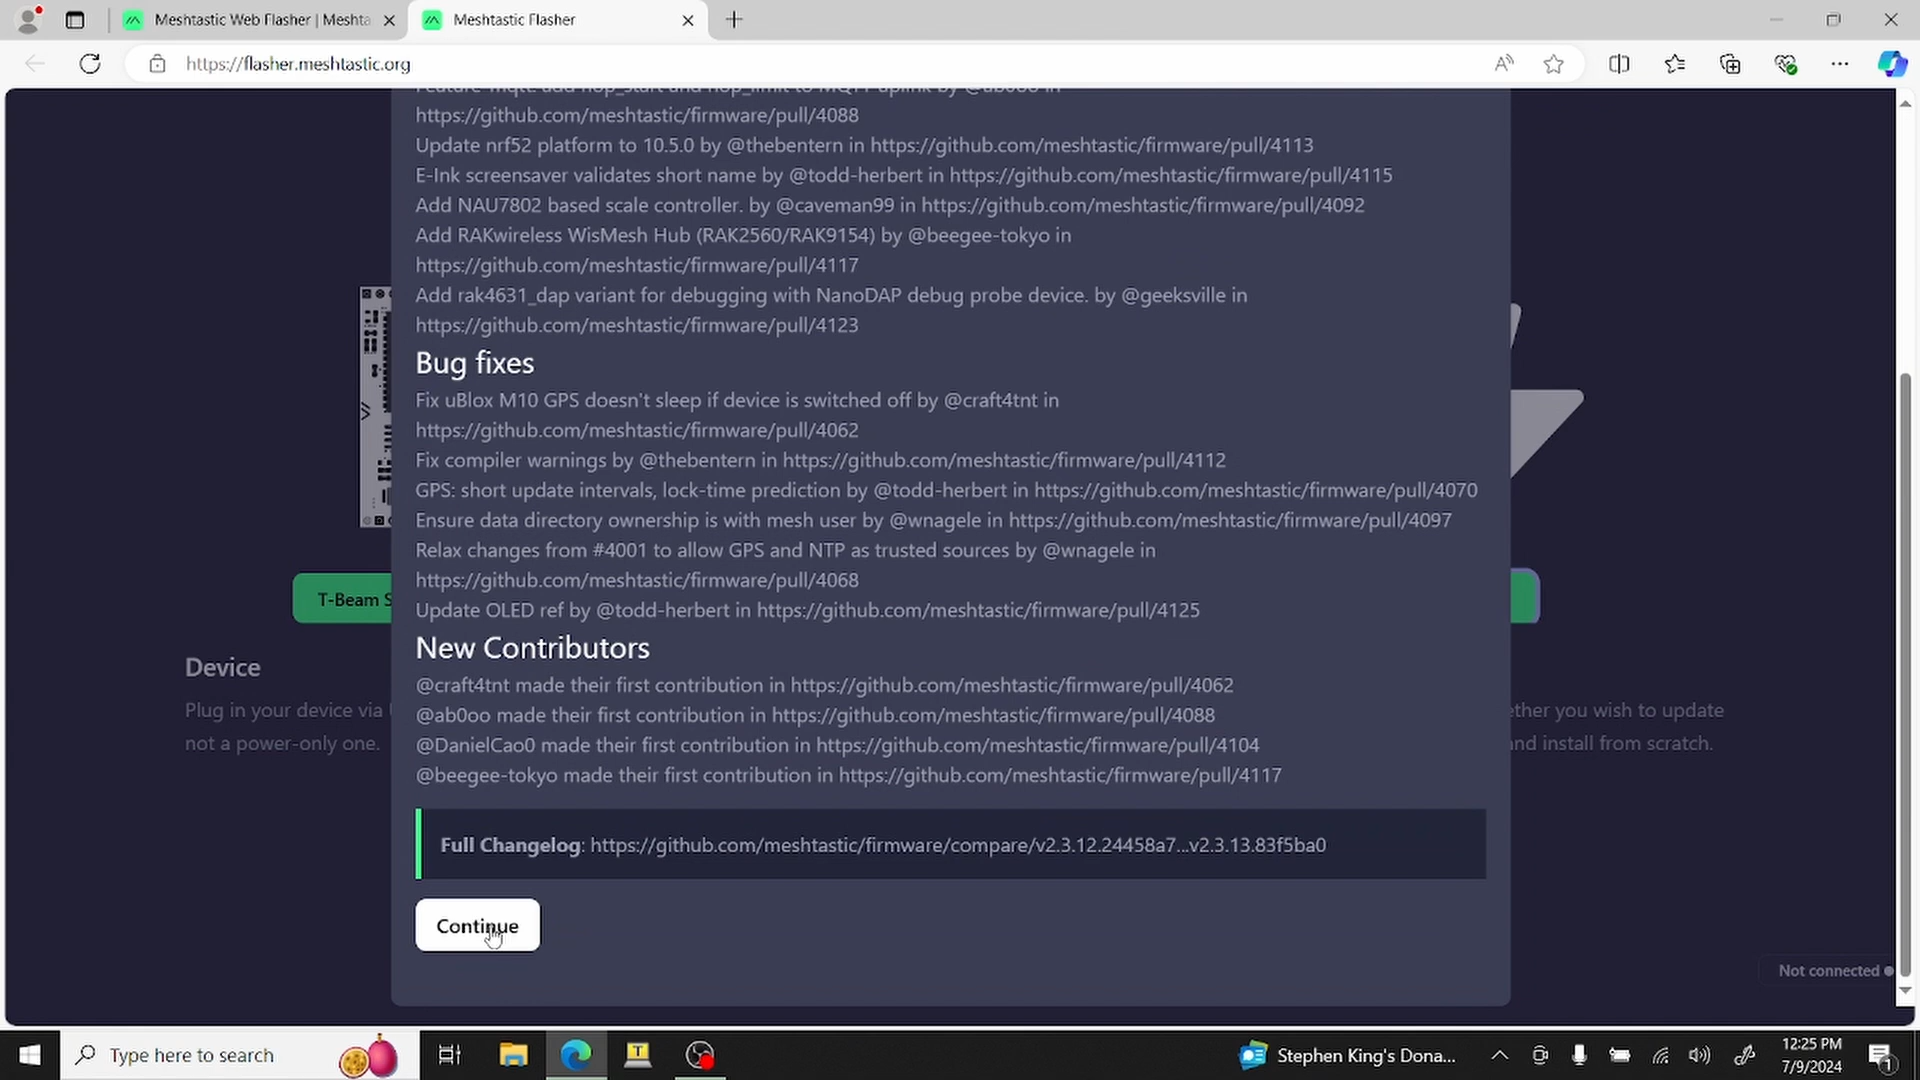 Meshtastic Web Flasher | Meshta
Meshtastic Flasher
https://flasher.meshtastic.org
Feature-mqtt: add hop_start and hop_limit to MQTT uplink by @ab0oo in
https://github.com/meshtastic/firmware/pull/4088
Update nrf52 platform to 10.5.0 by @thebentern in https://github.com/meshtastic/firmware/pull/4113
E-Ink screensaver validates short name by @todd-herbert in https://github.com/meshtastic/firmware/pull/4115
Add NAU7802 based scale controller. by @caveman99 in https://github.com/meshtastic/firmware/pull/4092
Add RAKwireless WisMesh Hub (RAK2560/RAK9154) by @beegee-tokyo in
https://github.com/meshtastic/firmware/pull/4117
Add rak4631_dap variant for debugging with NanoDAP debug probe device. by @geeksville in
https://github.com/meshtastic/firmware/pull/4123
Bug fixes
Fix uBlox M10 GPS doesn't sleep if device is switched off by @craft4tnt in
https://github.com/meshtastic/firmware/pull/4062
Fix compiler warnings by @thebentern in https://github.com/meshtastic/firmware/pull/4112
GPS: short update intervals, lock-time prediction by @todd-herbert in https://github.com/meshtastic/firmware/pull/4070
Ensure data directory ownership is with mesh user by @wnagele in https://github.com/meshtastic/firmware/pull/4097
Relax changes from #4001 to allow GPS and NTP as trusted sources by @wnagele in
https://github.com/meshtastic/firmware/pull/4068
Update OLED ref by @todd-herbert in https://github.com/meshtastic/firmware/pull/4125
New Contributors
@craft4tnt made their first contribution in https://github.com/meshtastic/firmware/pull/4062
@ab0oo made their first contribution in https://github.com/meshtastic/firmware/pull/4088
@DanielCao0 made their first contribution in https://github.com/meshtastic/firmware/pull/4104
@beegee-tokyo made their first contribution in https://github.com/meshtastic/firmware/pull/4117
Full Changelog: https://github.com/meshtastic/firmware/compare/v2.3.12.24458a7...v2.3.13.83f5ba0
Continue
T-Beam S
Device
Plug in your device via
not a power-only one.
ther you wish to update
nd install from scratch.
Not connected
Type here to search
Stephen King's Dona...
12:25 PM
7/9/2024
1